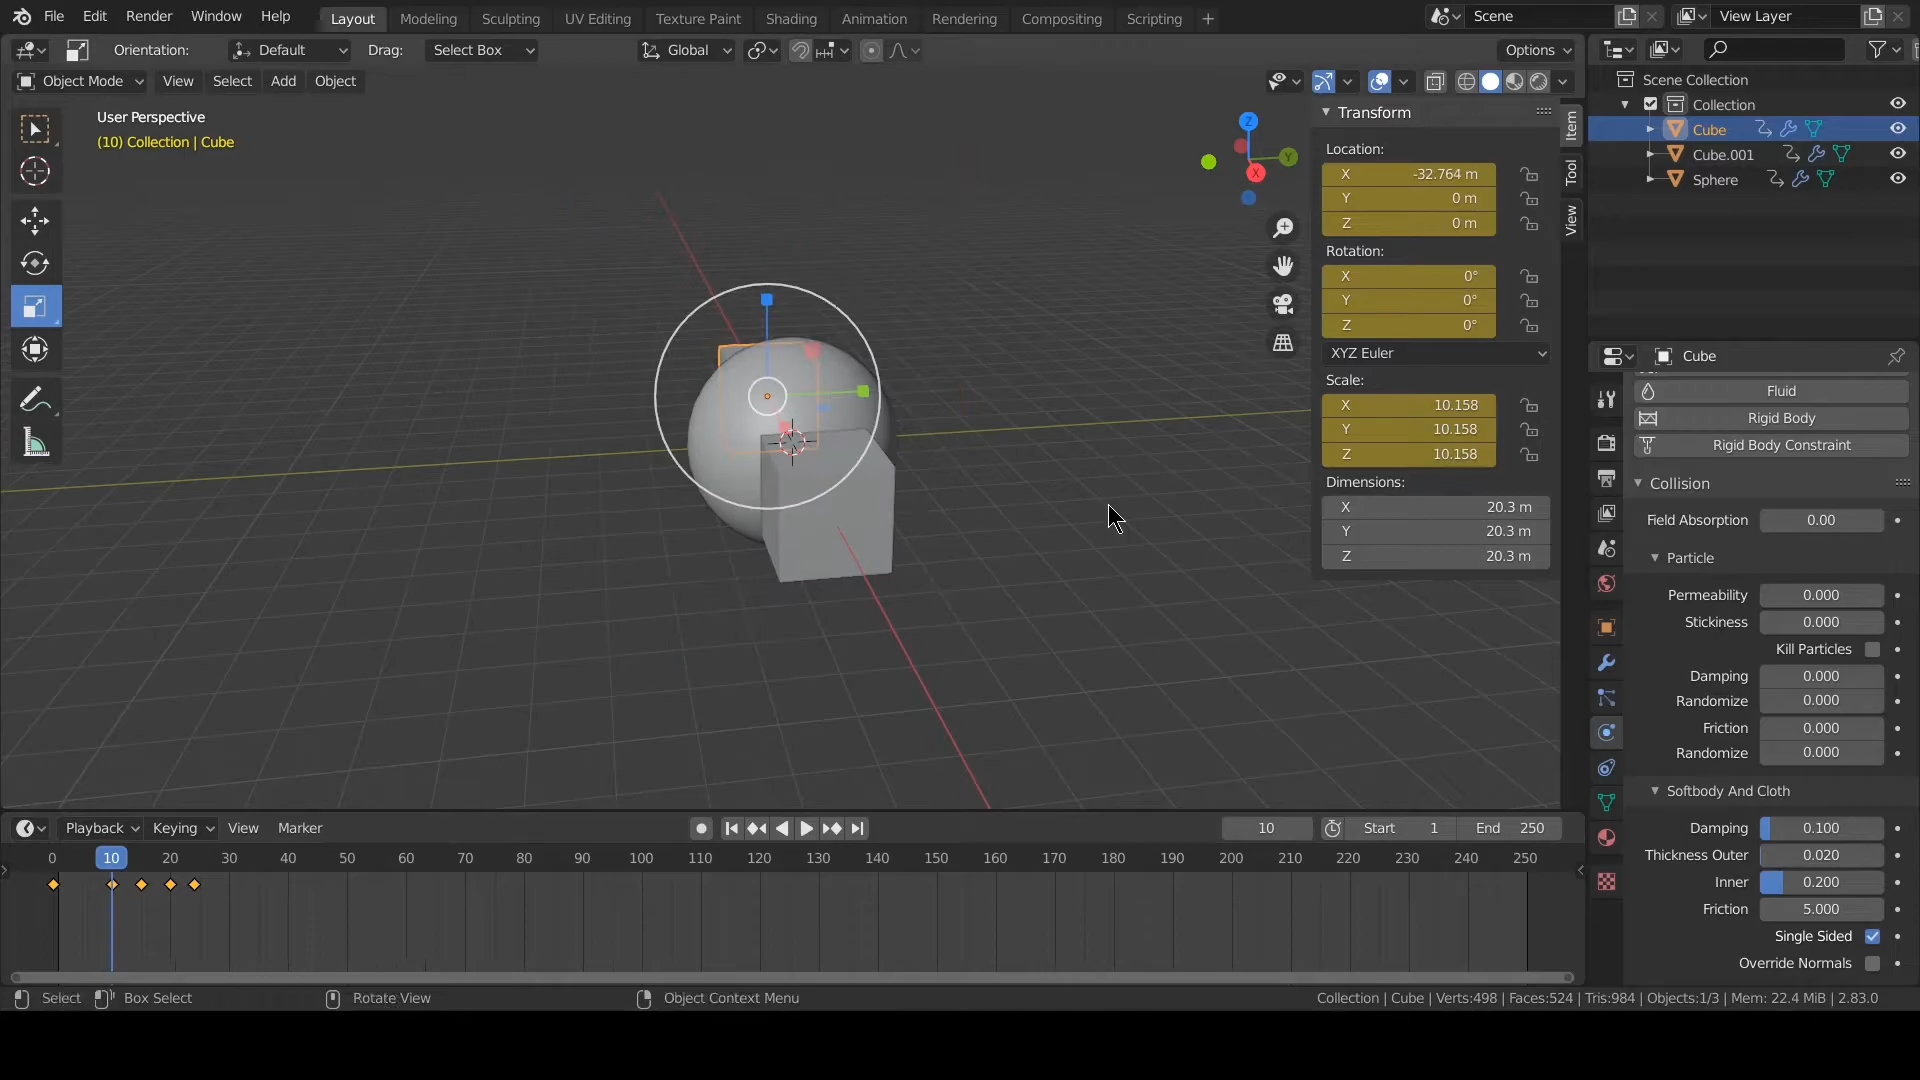 File Edit Render Window Help Layout Modeling Sculpting UV Editing Texture Paint Shading Animation Rendering Compositing Scripting + Scene View Layer
Orientation: Default Drag: Select Box Global Options
Object Mode View Select Add Object
User Perspective
(10) Collection | Cube
Z
Y
X
Transform
Location:
X -32.764 m
Y 0 m
Z 0 m
Rotation:
X 0°
Y 0°
Z 0°
XYZ Euler
Scale:
X 10.158
Y 10.158
Z 10.158
Dimensions:
X 20.3 m
Y 20.3 m
Z 20.3 m
Item
Tool
View
Scene Collection
Collection
Cube
Cube.001
Sphere
Cube
Fluid
Rigid Body
Rigid Body Constraint
Collision
Field Absorption 0.00
Particle
Permeability 0.000
Stickiness 0.000
Kill Particles
Damping 0.000
Randomize 0.000
Friction 0.000
Randomize 0.000
Softbody And Cloth
Damping 0.100
Thickness Outer 0.020
Inner 0.200
Friction 5.000
Single Sided
Override Normals
Playback Keying View Marker 10 Start 1 End 250
0 10 20 30 40 50 60 70 80 90 100 110 120 130 140 150 160 170 180 190 200 210 220 230 240 250
Select Box Select Rotate View Object Context Menu Collection | Cube | Verts:498 | Faces:524 | Tris:984 | Objects:1/3 | Mem: 22.4 MiB | 2.83.0